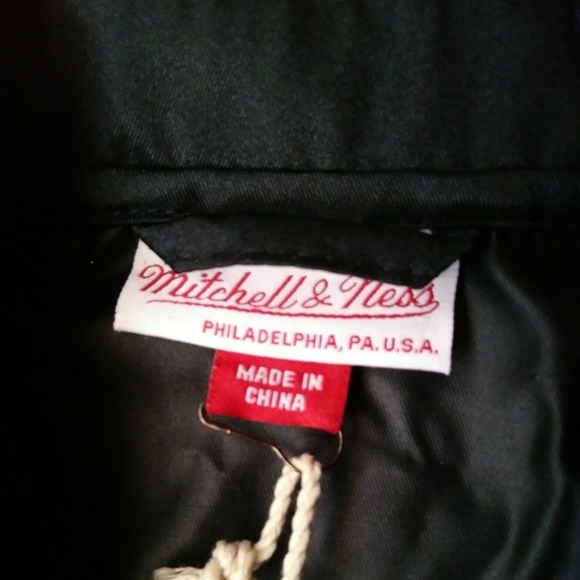 Mitchell & Ness
PHILADELPHIA, PA. U.S.A.
MADE IN
CHINA